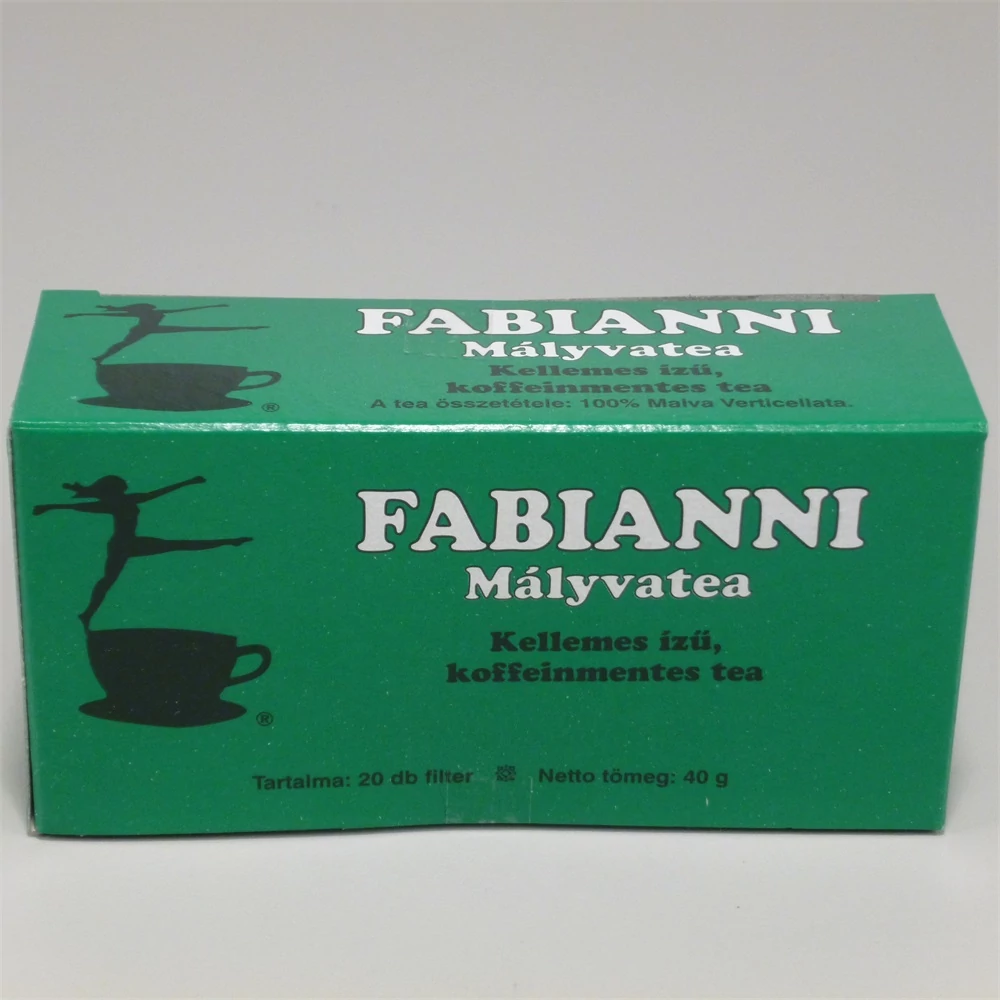 FABIANNI
Mályvatea
Kellemes ízű,
koffeinmentes tea
A tea összetétele: 100% Malva Verticellata.
®
FABIANNI
Mályvatea
Kellemes ízű,
koffeinmentes tea
®
Tartalma: 20 db filter Netto tömeg: 40 g